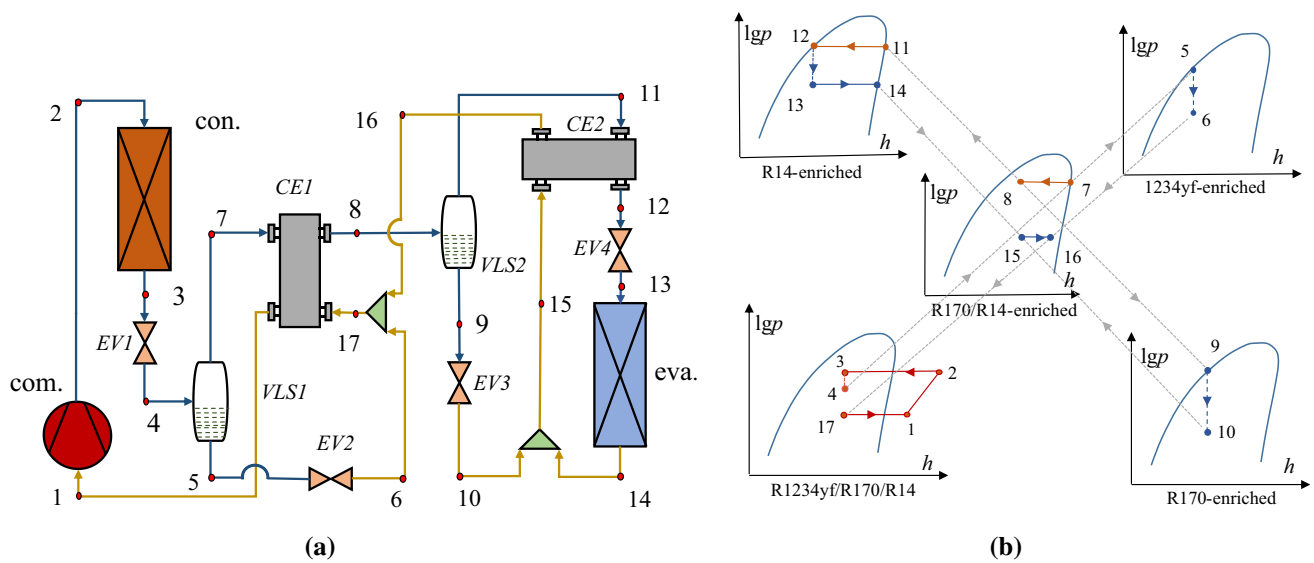 2
con.
3
EV1
com.
4
1
7
CE1
8
VLS1
5
EV2
6
17
16
VLS2
9
EV3
10
15
11
CE2
12
EV4
13
eva.
14
(a)
lgp
12
11
13
14
h
R14-enriched
lgp
5
6
h
1234yf-enriched
lgp
8
7
15
16
h
R170/R14-enriched
lgp
3
2
4
17
1
h
R1234yf/R170/R14
lgp
9
10
h
R170-enriched
(b)